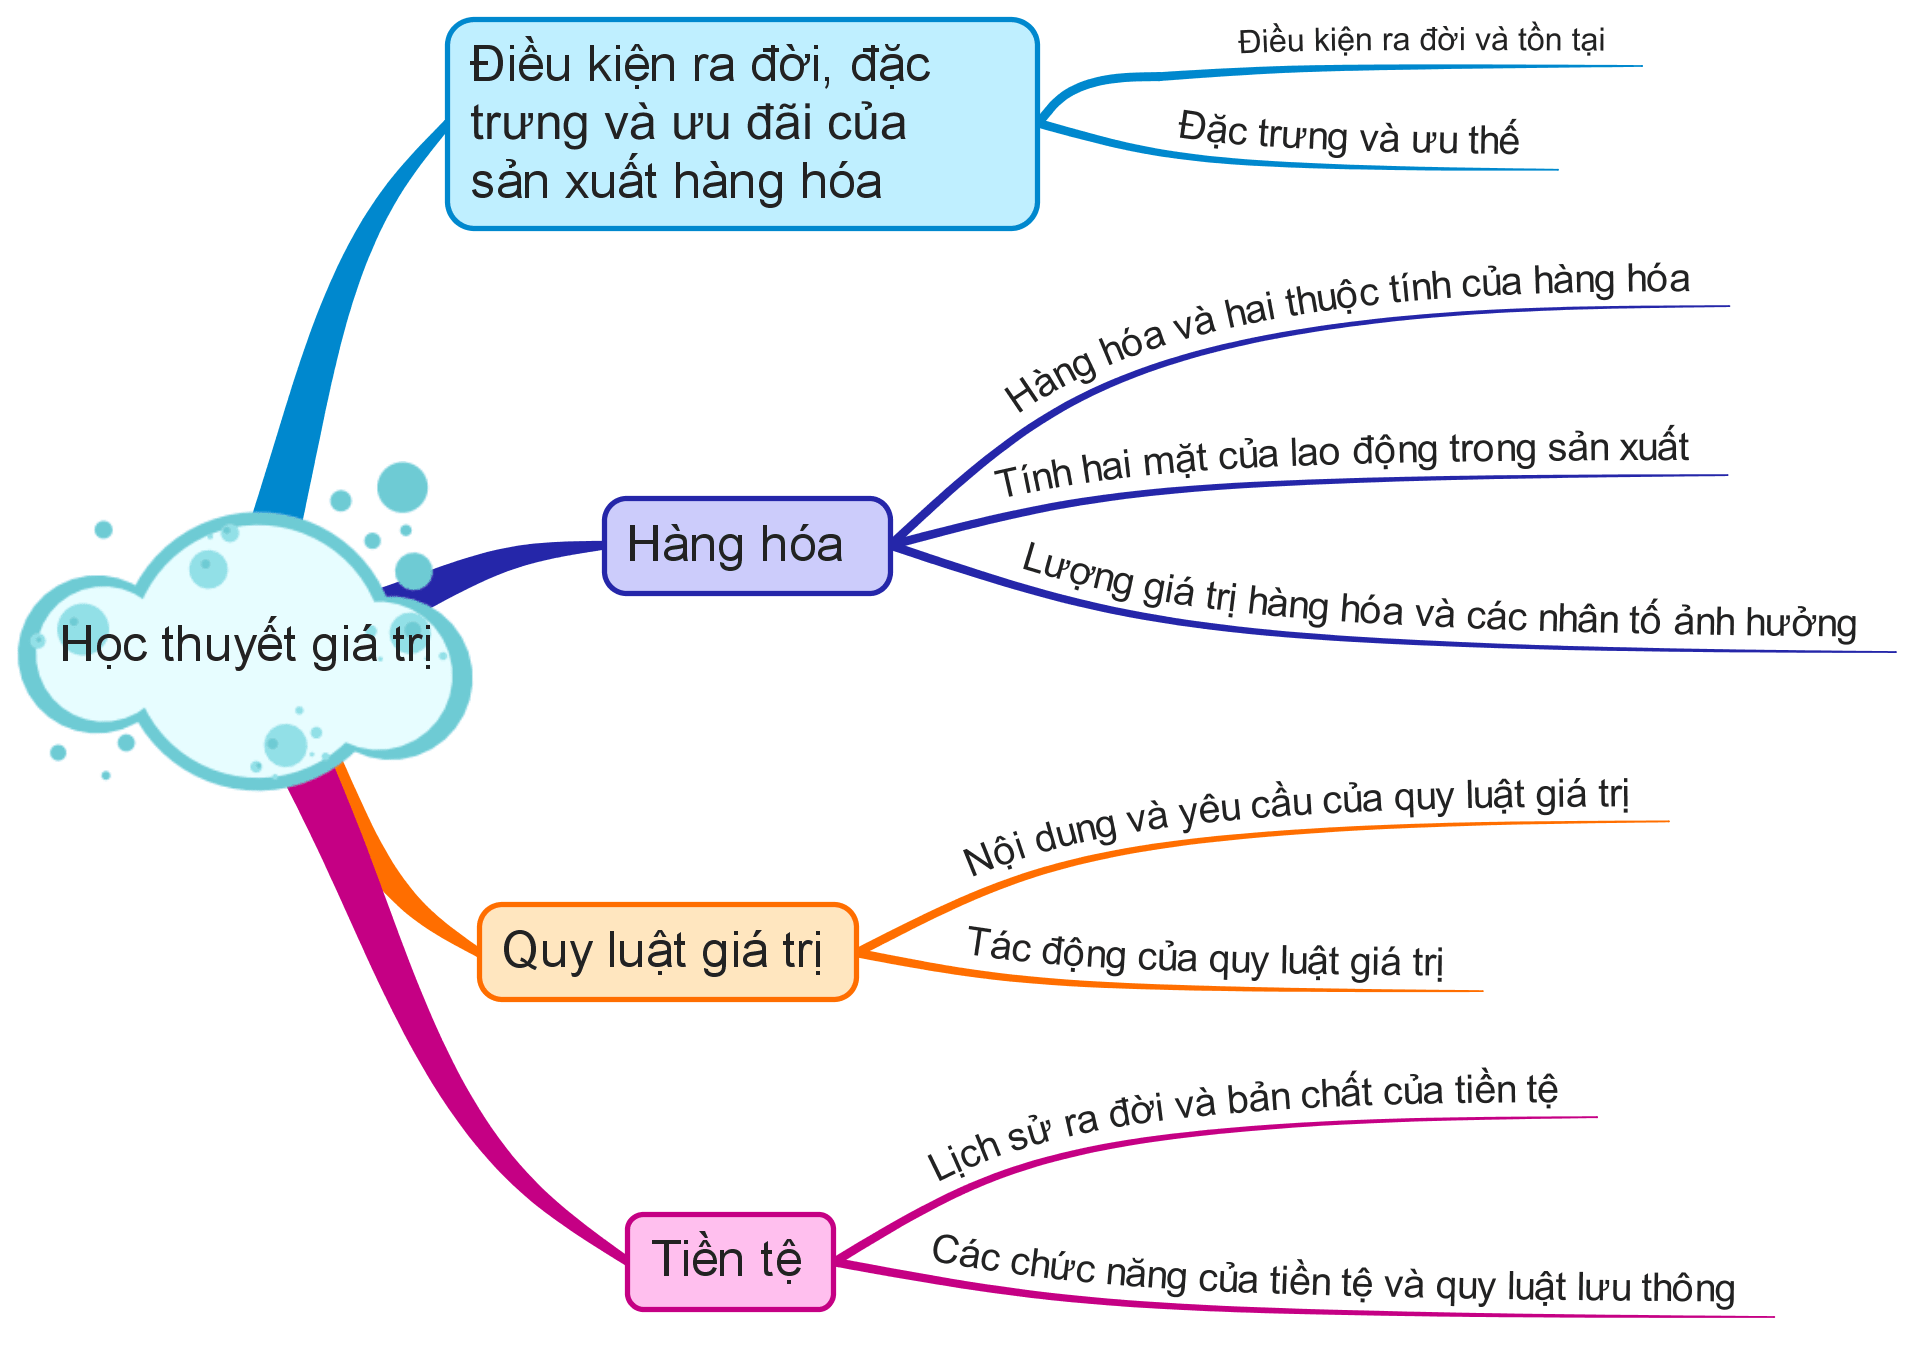 Học thuyết giá trị
Điều kiện ra đời, đặc
trưng và ưu đãi của
sản xuất hàng hóa
Điều kiện ra đời và tồn tại
Đặc trưng và ưu thế
Hàng hóa
Hàng hóa và hai thuộc tính của hàng hóa
Tính hai mặt của lao động trong sản xuất
Lượng giá trị hàng hóa và các nhân tố ảnh hưởng
Quy luật giá trị
Nội dung và yêu cầu của quy luật giá trị
Tác động của quy luật giá trị
Tiền tệ
Lịch sử ra đời và bản chất của tiền tệ
Các chức năng của tiền tệ và quy luật lưu thông